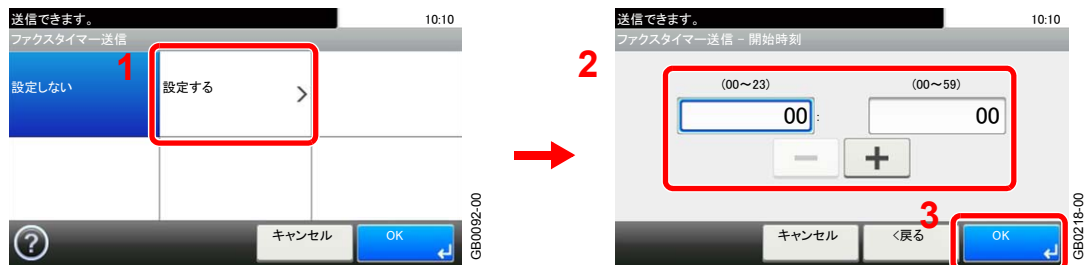 送信できます。
10:10
ファクスタイマー送信
1
設定しない
設定する
キャンセル
OK
GB0092-00
送信できます。
10:10
ファクスタイマー送信 - 開始時刻
2
(00～23)
(00～59)
00 : 00
3
キャンセル
<戻る
OK
GB0218-00